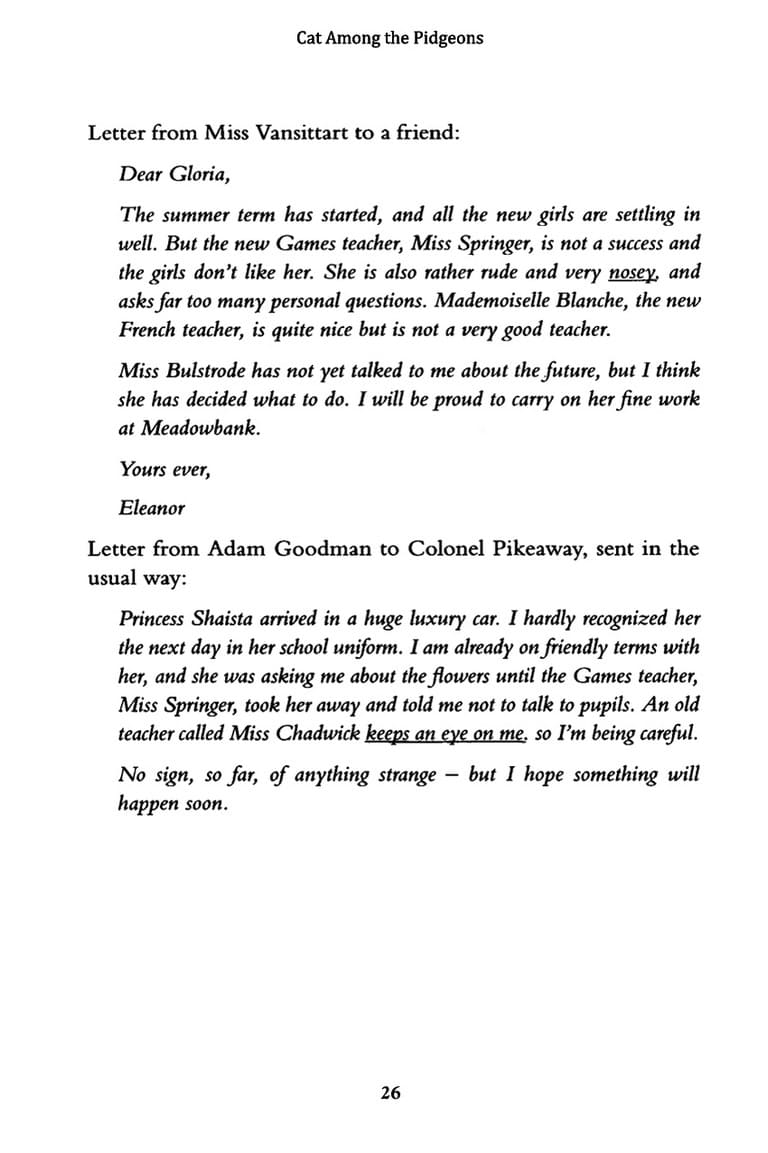 Cat Among the Pidgeons
Letter from Miss Vansittart to a friend:
Dear Gloria,
The summer term has started, and all the new girls are settling in
well. But the new Games teacher, Miss Springer, is not a success and
the girls don't like her. She is also rather rude and very nosey, and
asks far too many personal questions. Mademoiselle Blanche, the new
French teacher, is quite nice but is not a very good teacher.
Miss Bulstrode has not yet talked to me about the future, but I think
she has decided what to do. I will be proud to carry on her fine work
at Meadowbank.
Yours ever,
Eleanor
Letter from Adam Goodman to Colonel Pikeaway, sent in the
usual way:
Princess Shaista arrived in a huge luxury car. I hardly recognized her
the next day in her school uniform. I am already on friendly terms with
her, and she was asking me about the flowers until the Games teacher,
Miss Springer, took her away and told me not to talk to pupils. An old
teacher called Miss Chadwick keeps an eye on me, so I'm being careful.
No sign, so far, of anything strange – but I hope something will
happen soon.
26